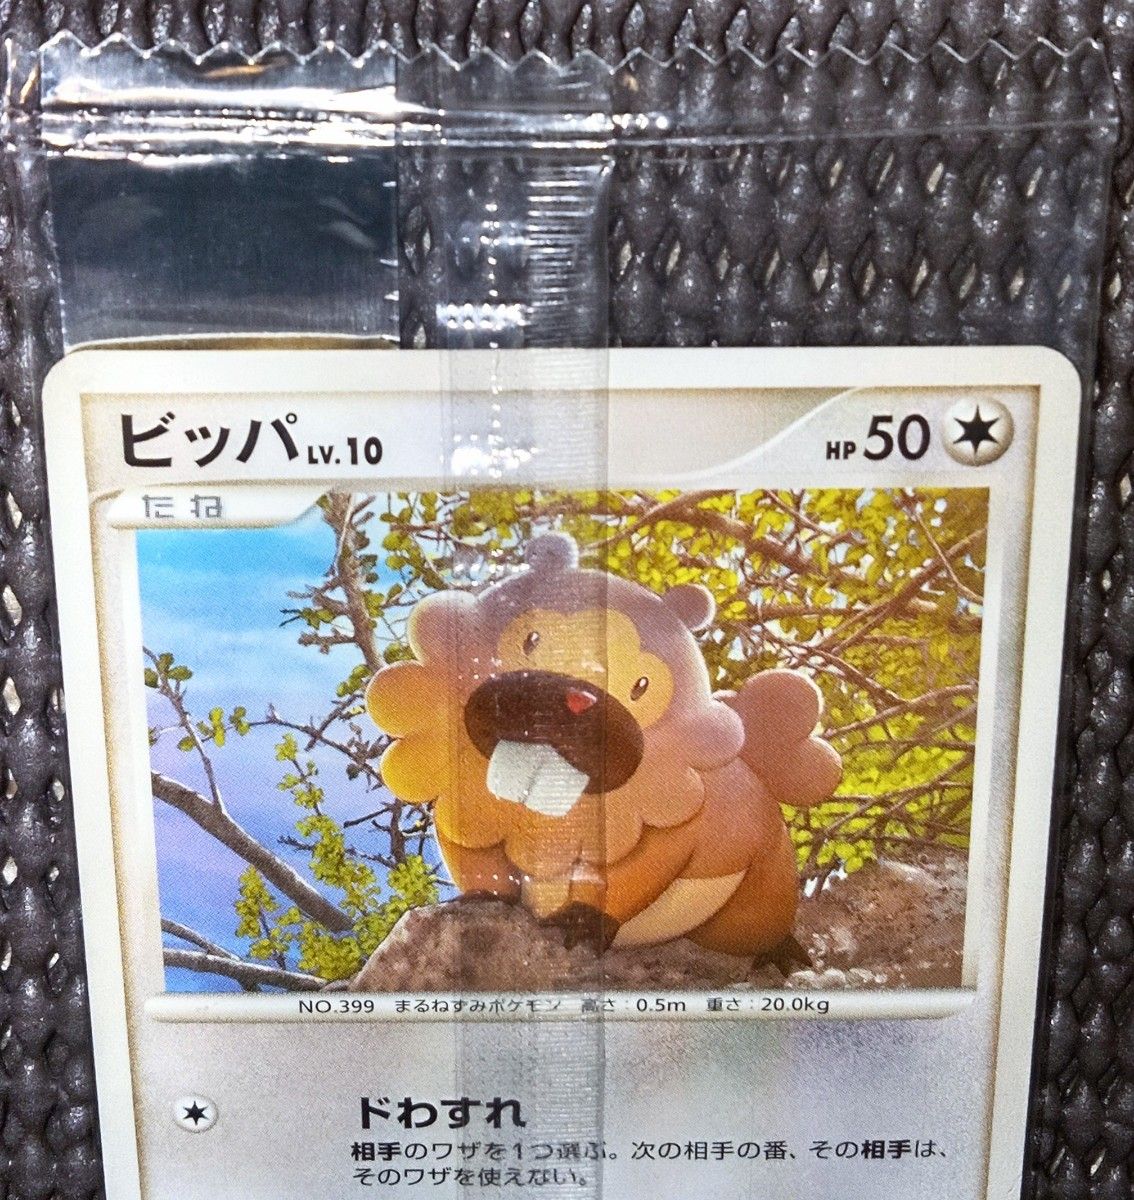 ビッパ LV.10 HP 50
たね
NO.399 まるねずみポケモン 高さ：0.5m 重さ：20.0kg
ドわすれ
相手のワザを1つ選ぶ。次の相手の番、その相手は、
そのワザを使えない。